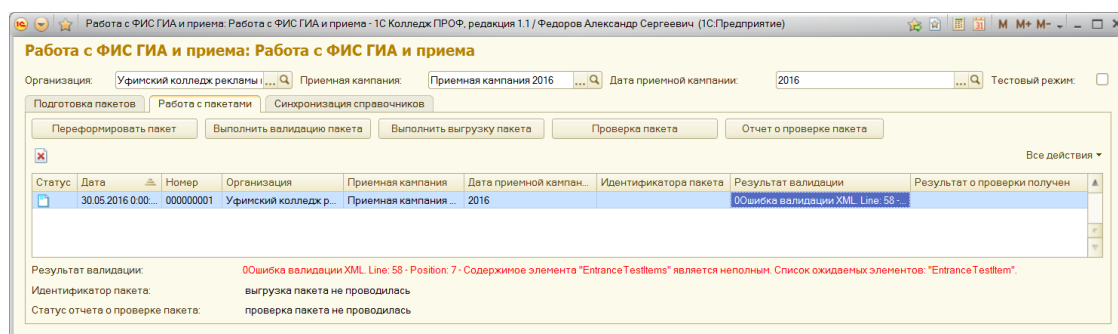 Работа с ФИС ГИА и приема: Работа с ФИС ГИА и приема - 1С Колледж ПРОФ, редакция 1.1 / Федоров Александр Сергеевич (1С:Предприятие) M M+ M-
Работа с ФИС ГИА и приема: Работа с ФИС ГИА и приема
Организация: Уфимский колледж рекламы и ... Приемная кампания: Приемная кампания 2016 ... Дата приемной кампании: 2016 ... Тестовый режим:
Подготовка пакетов Работа с пакетами Синхронизация справочников
Переформировать пакет Выполнить валидацию пакета Выполнить выгрузку пакета Проверка пакета Отчет о проверке пакета
Все действия
Статус Дата Номер Организация Приемная кампания Дата приемной кампан... Идентификатора пакета Результат валидации Результат о проверки получен
30.05.2016 0:00:... 000000001 Уфимский колледж р... Приемная кампания ... 2016 0Ошибка валидации XML. Line: 58 -...
Результат валидации: 0Ошибка валидации XML. Line: 58 - Position: 7 - Содержимое элемента "EntranceTestItems" является неполным. Список ожидаемых элементов: "EntranceTestItem".
Идентификатор пакета: выгрузка пакета не проводилась
Статус отчета о проверке пакета: проверка пакета не проводилась